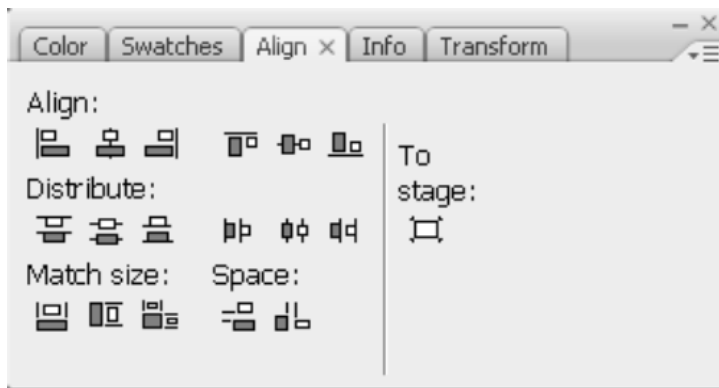 Color Swatches Align × Info Transform
Align:
To
stage:
Distribute:
Match size: Space: